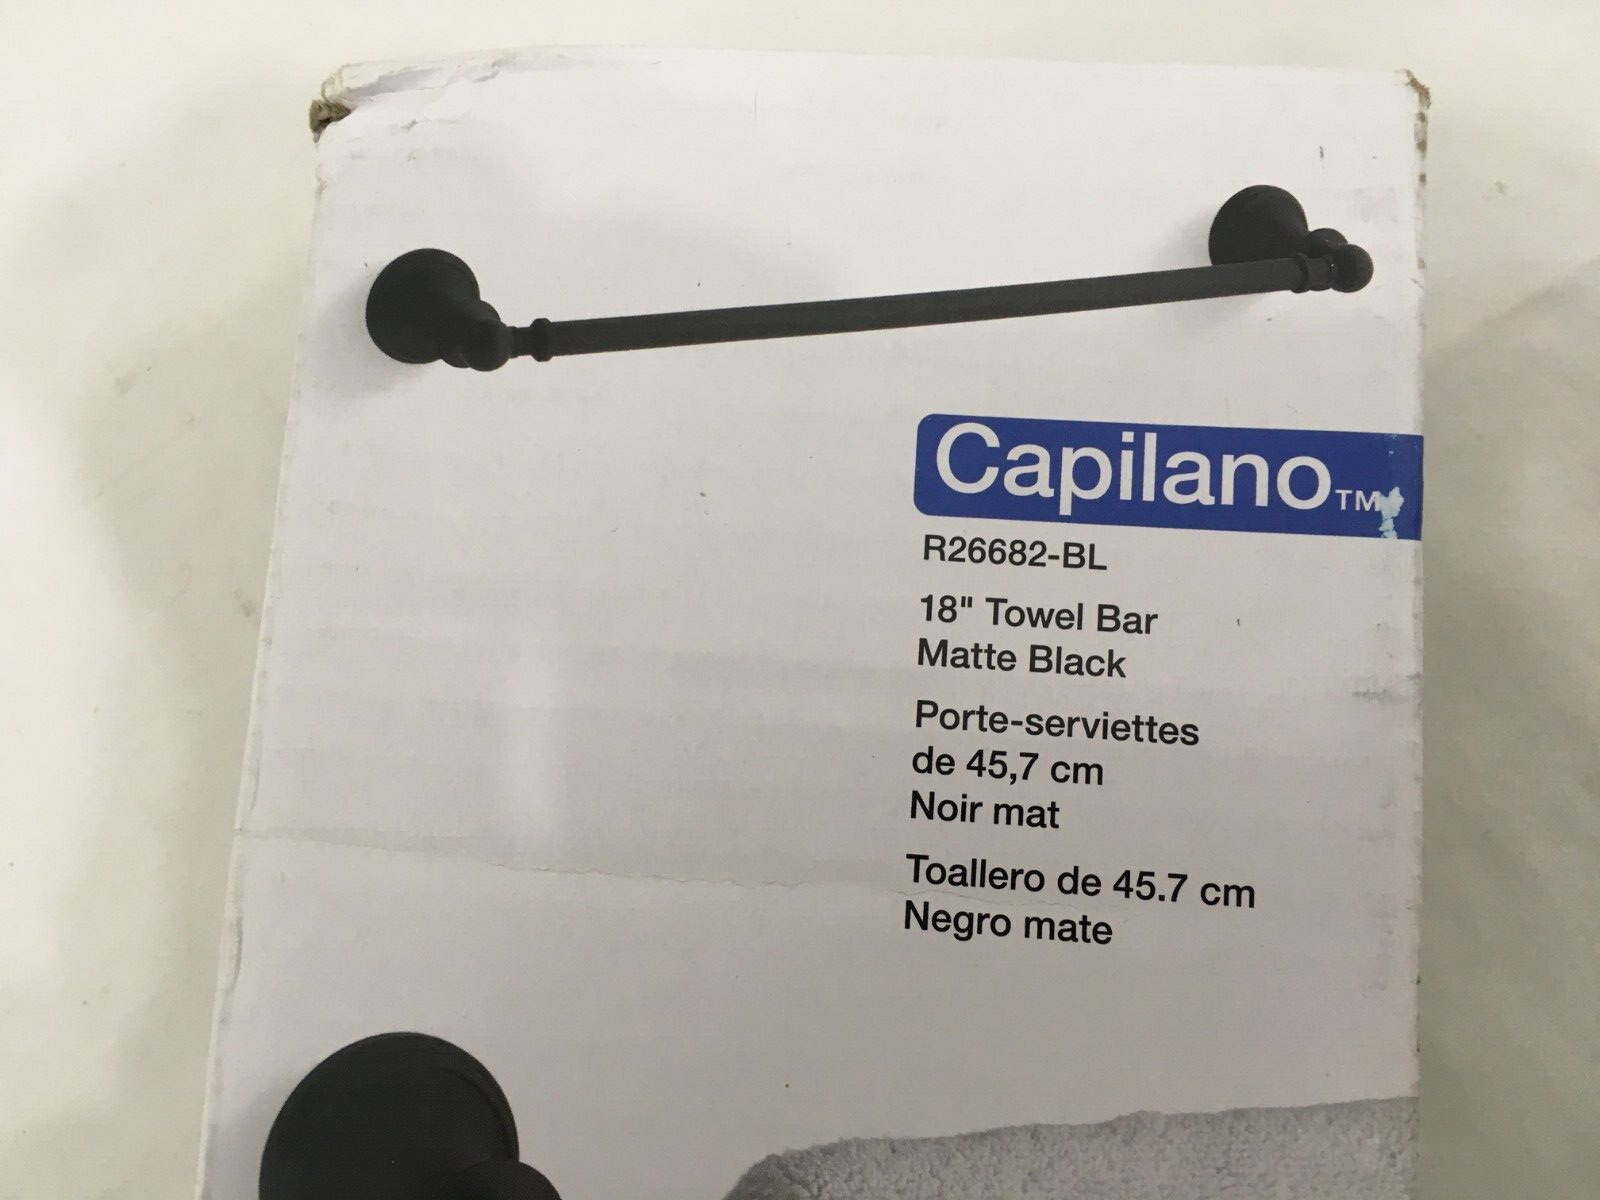 Capilano™
R26682-BL
18" Towel Bar
Matte Black
Porte-serviettes
de 45,7 cm
Noir mat
Toallero de 45.7 cm
Negro mate